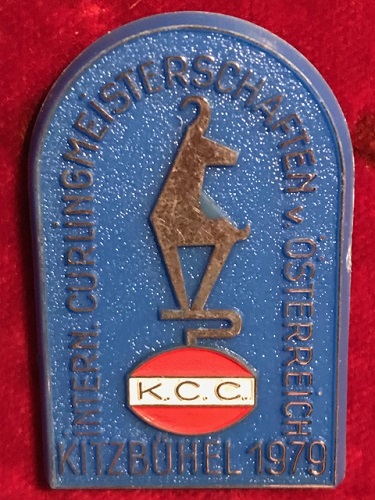 INTERN. CURLINGMEISTERSCHAFTEN v. ÖSTERREICH
K.C.C.
KITZBÜHEL 1979